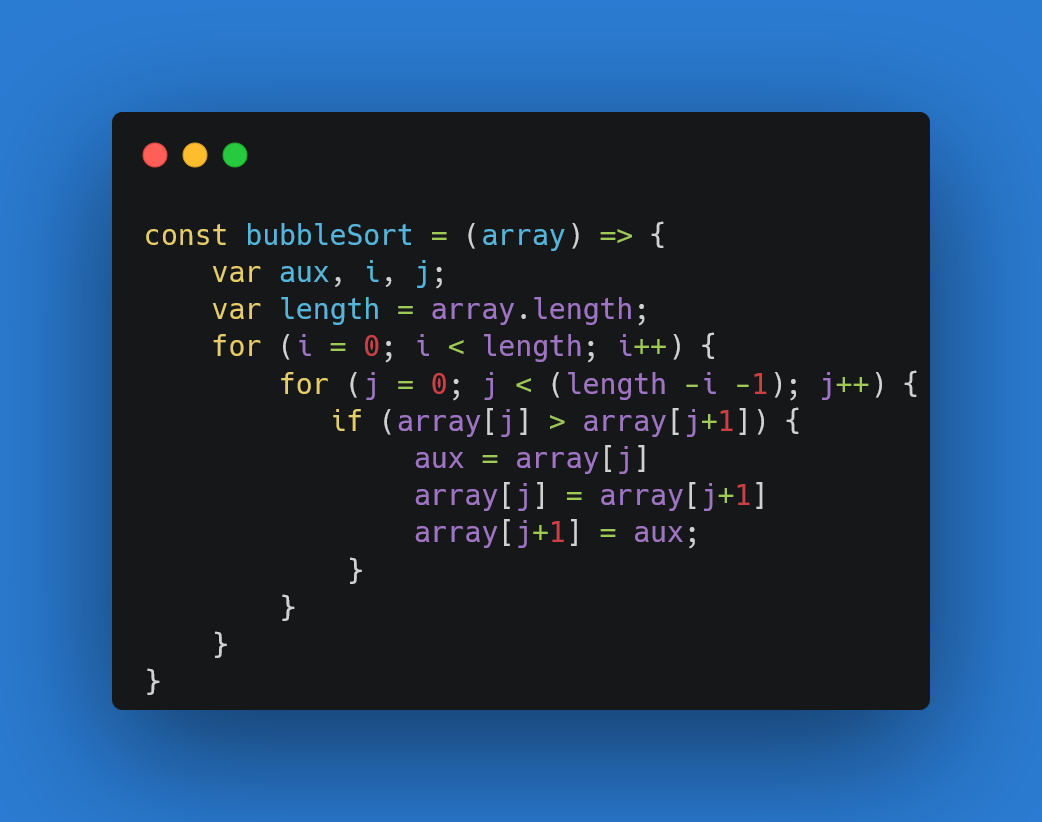 const bubbleSort = (array) => {
    var aux, i, j;
    var length = array.length;
    for (i = 0; i < length; i++) {
        for (j = 0; j < (length -i -1); j++) {
           if (array[j] > array[j+1]) {
                aux = array[j]
                array[j] = array[j+1]
                array[j+1] = aux;
            }
        }
    }
}